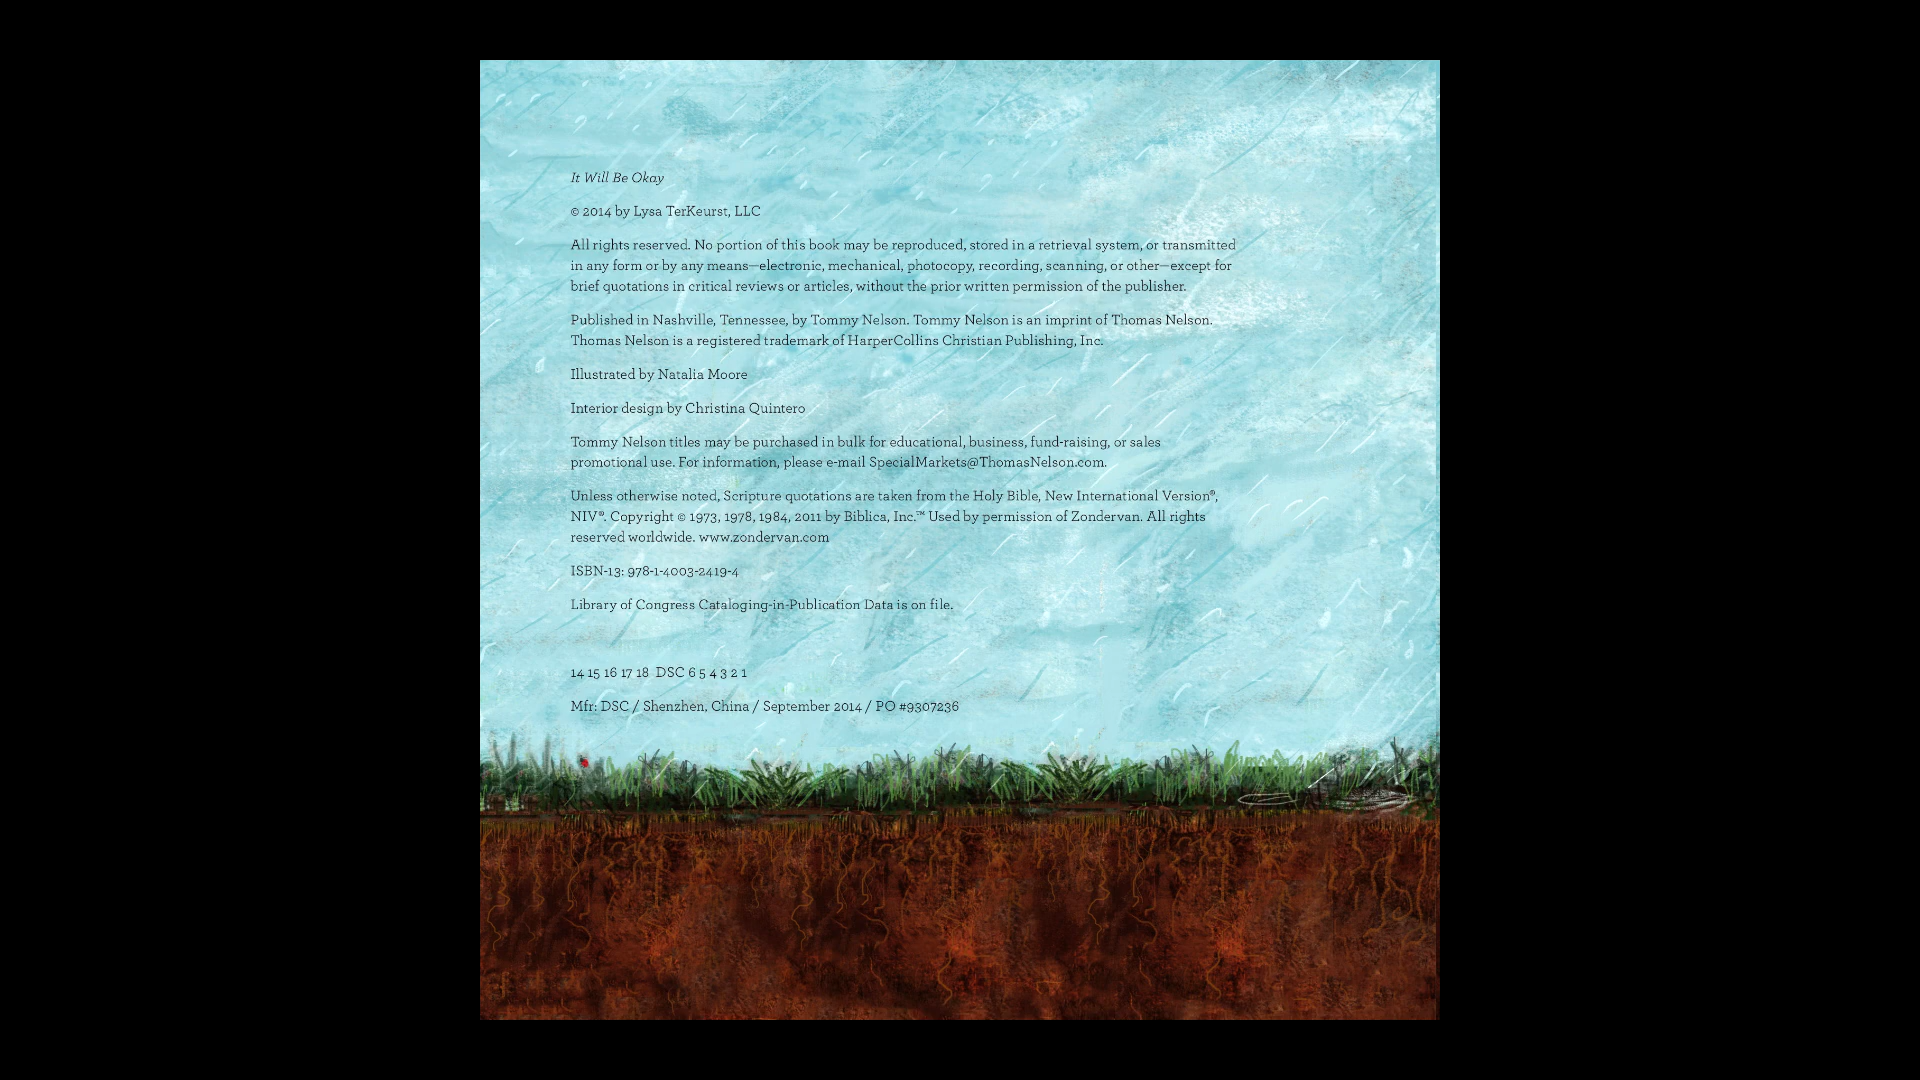 It Will Be Okay
© 2014 by Lysa TerKeurst, LLC
All rights reserved. No portion of this book may be reproduced, stored in a retrieval system, or transmitted
in any form or by any means—electronic, mechanical, photocopy, recording, scanning, or other—except for
brief quotations in critical reviews or articles, without the prior written permission of the publisher.
Published in Nashville, Tennessee, by Tommy Nelson. Tommy Nelson is an imprint of Thomas Nelson.
Thomas Nelson is a registered trademark of HarperCollins Christian Publishing, Inc.
Illustrated by Natalia Moore
Interior design by Christina Quintero
Tommy Nelson titles may be purchased in bulk for educational, business, fund-raising, or sales
promotional use. For information, please e-mail SpecialMarkets@ThomasNelson.com.
Unless otherwise noted, Scripture quotations are taken from the Holy Bible, New International Version®,
NIV®. Copyright © 1973, 1978, 1984, 2011 by Biblica, Inc.™ Used by permission of Zondervan. All rights
reserved worldwide. www.zondervan.com
ISBN-13: 978-1-4003-2419-4
Library of Congress Cataloging-in-Publication Data is on file.
14 15 16 17 18 DSC 6 5 4 3 2 1
Mfr: DSC / Shenzhen, China / September 2014 / PO #9307236